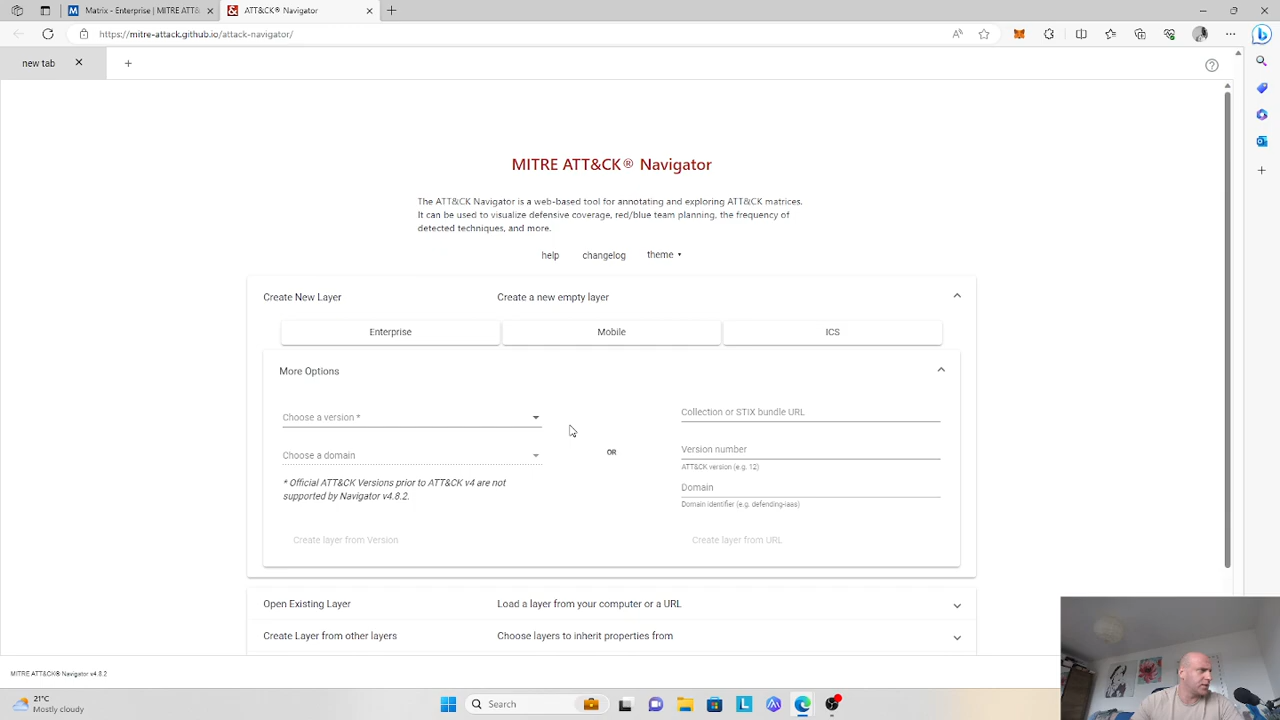 Matrix - Enterprise | MITRE ATT&
ATT&CK® Navigator
https://mitre-attack.github.io/attack-navigator/
new tab
MITRE ATT&CK® Navigator
The ATT&CK Navigator is a web-based tool for annotating and exploring ATT&CK matrices.
It can be used to visualize defensive coverage, red/blue team planning, the frequency of
detected techniques, and more.
help changelog theme
Create New Layer Create a new empty layer
Enterprise Mobile ICS
More Options
Choose a version *
Choose a domain
* Official ATT&CK Versions prior to ATT&CK v4 are not
supported by Navigator v4.8.2.
Create layer from Version
OR
Collection or STIX bundle URL
Version number
ATT&CK version (e.g. 12)
Domain
Domain identifier (e.g. defending-iaas)
Create layer from URL
Open Existing Layer Load a layer from your computer or a URL
Create Layer from other layers Choose layers to inherit properties from
MITRE ATT&CK® Navigator v4.8.2
21°C
Mostly cloudy
Search